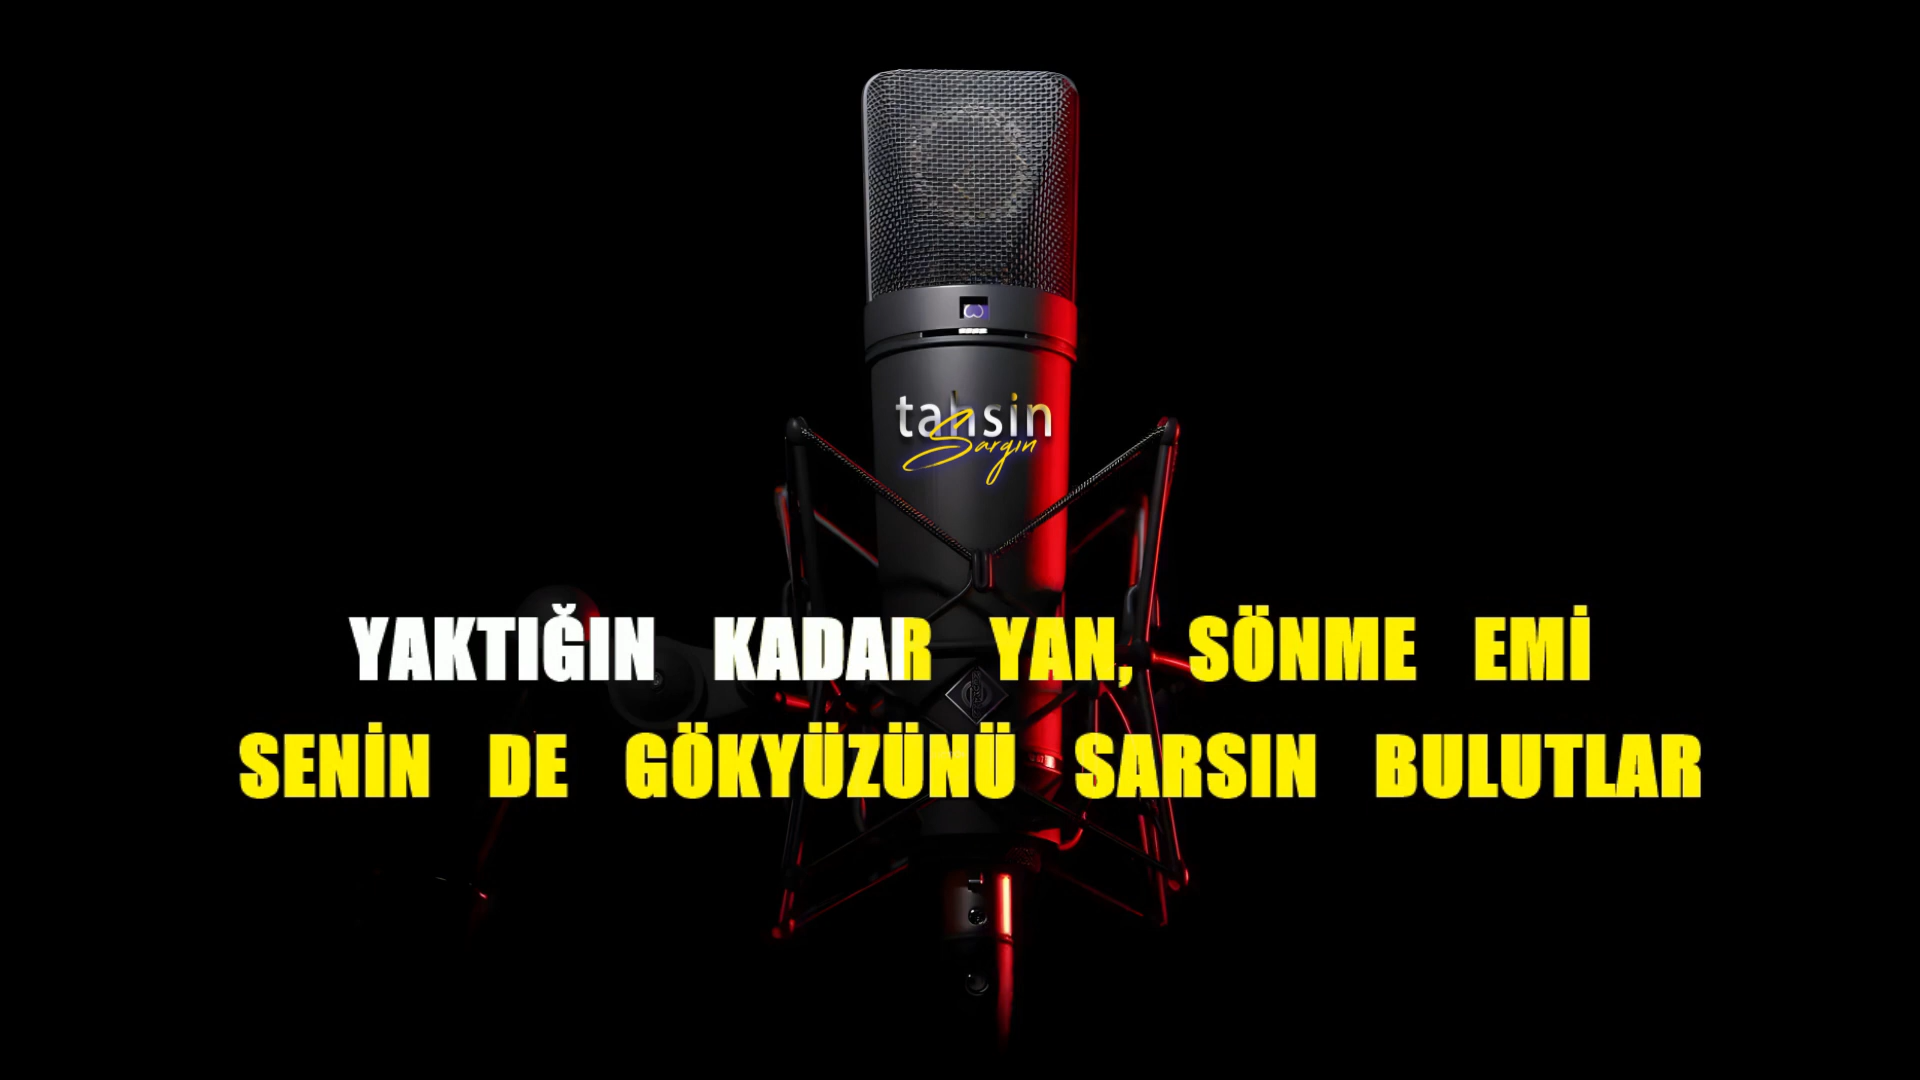 tahsin
Sargın
YAKTIĞIN KADAR YAN, SÖNME EMİ
SENİN DE GÖKYÜZÜNÜ SARSIN BULUTLAR